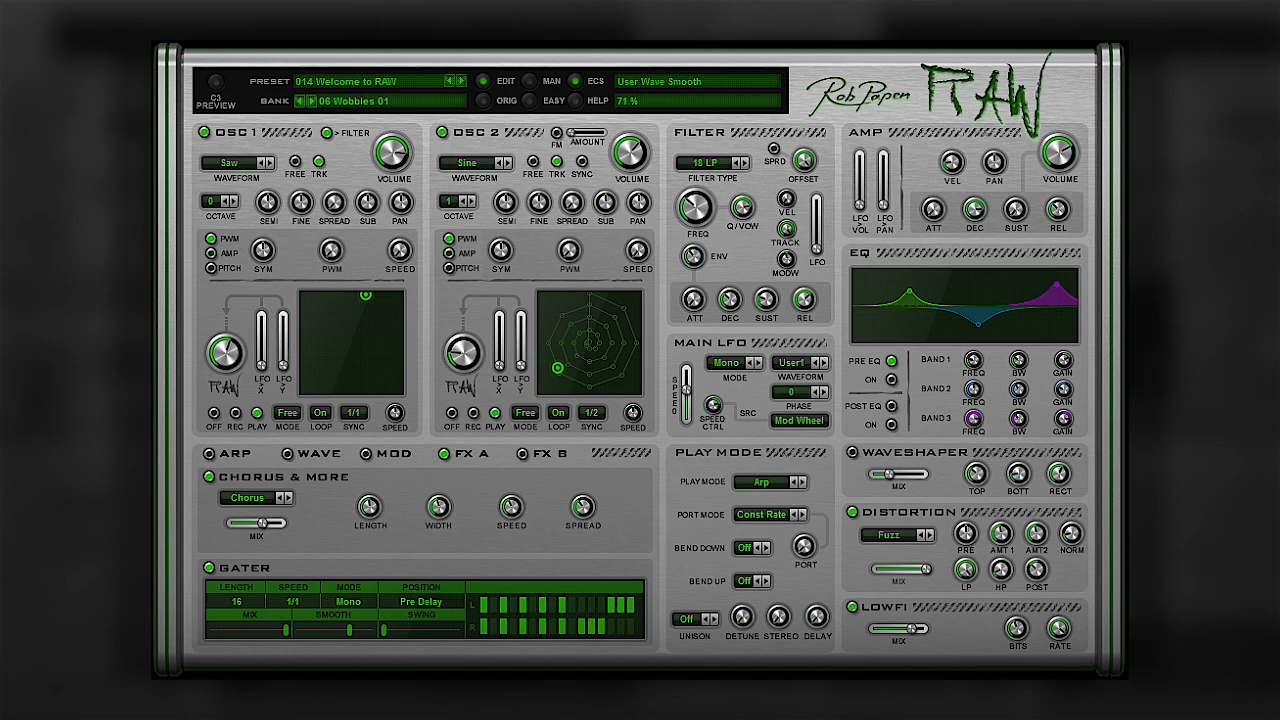 C3 PREVIEW
PRESET 014 Welcome to RAW
BANK 06 Wobbles 01
EDIT MAN ECS User Wave Smooth
ORIG EASY HELP 71 %
Rob Papen RAW
OSC 1 > FILTER
Saw
WAVEFORM FREE TRK VOLUME
0
OCTAVE SEMI FINE SPREAD SUB PAN
PWM
AMP
PITCH
SYM PWM SPEED
RAW LFO X LFO Y
OFF REC PLAY Free MODE On LOOP 1/1 SYNC SPEED
OSC 2 FM AMOUNT
Sine
WAVEFORM FREE TRK SYNC VOLUME
1
OCTAVE SEMI FINE SPREAD SUB PAN
PWM
AMP
PITCH
SYM PWM SPEED
RAW LFO X LFO Y
OFF REC PLAY Free MODE On LOOP 1/2 SYNC SPEED
FILTER
18 LP SPRD
FILTER TYPE OFFSET
FREQ Q/VOW VEL
TRACK
ENV MODW LFO
ATT DEC SUST REL
AMP
LFO VOL LFO PAN VEL PAN VOLUME
ATT DEC SUST REL
EQ
PRE EQ
ON
POST EQ
ON
BAND 1 FREQ BW GAIN
BAND 2 FREQ BW GAIN
BAND 3 FREQ BW GAIN
MAIN LFO
SPEED
Mono User1
MODE WAVEFORM
0
PHASE
SPEED CTRL SRC Mod Wheel
ARP WAVE MOD FX A FX B
CHORUS & MORE
Chorus
MIX
LENGTH WIDTH SPEED SPREAD
GATER
LENGTH SPEED MODE POSITION
16 1/1 Mono Pre Delay
MIX SMOOTH SWING
L
R
PLAY MODE
PLAY MODE Arp
PORT MODE Const Rate
BEND DOWN Off PORT
BEND UP Off
Off
UNISON DETUNE STEREO DELAY
WAVESHAPER
MIX TOP BOTT RECT
DISTORTION
Fuzz PRE AMT 1 AMT2 NORM
MIX LP HP POST
LOWFI
MIX BITS RATE